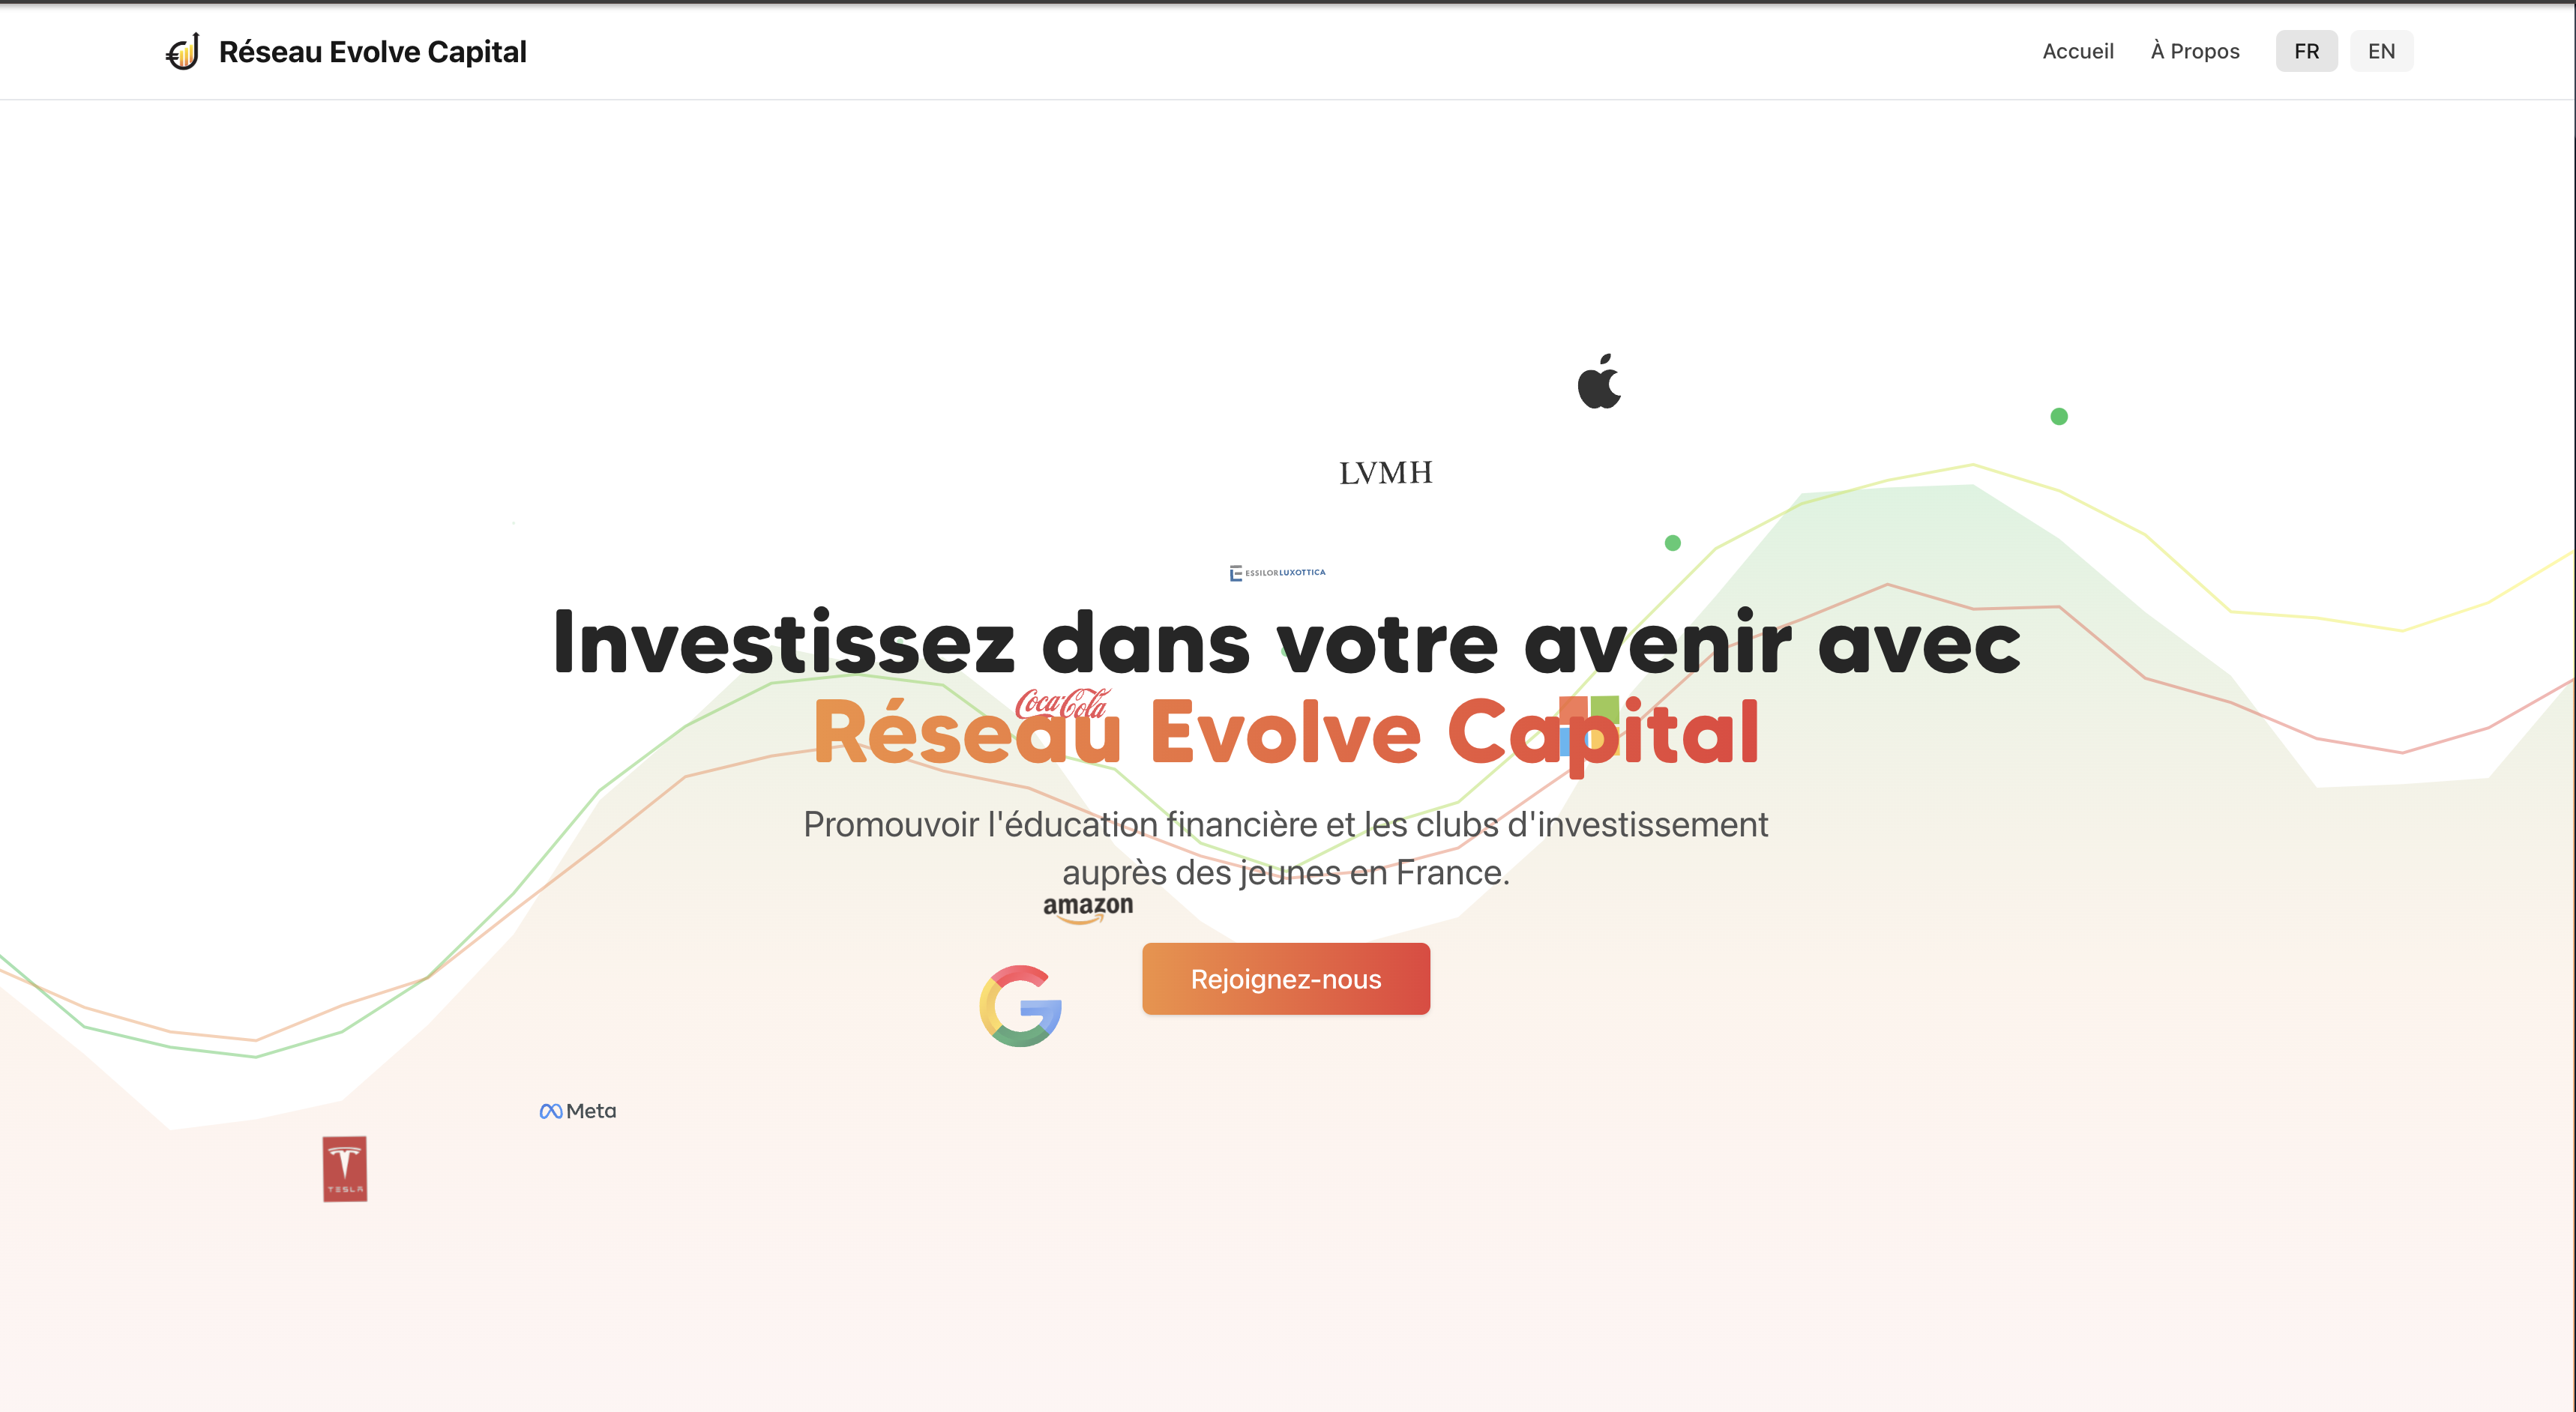 Réseau Evolve Capital
Accueil
À Propos
FR
EN
LVMH
ESSILORLUXOTTICA
Investissez dans votre avenir avec
Coca-Cola
Réseau Evolve Capital
Promouvoir l'éducation financière et les clubs d'investissement
auprès des jeunes en France.
amazon
Rejoignez-nous
G
Meta
TESLA